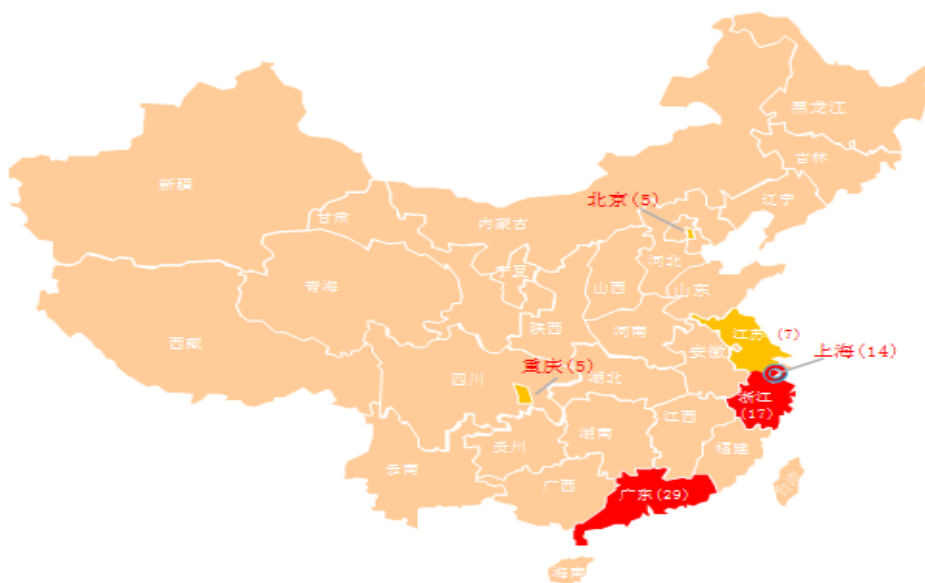 黑龙江
吉林
新疆
辽宁
北京(5)
甘肃
内蒙古
河北
宁夏
青海
山西
山东
陕西
河南
江苏(7)
西藏
安徽
上海(14)
重庆(5)
四川
湖北
浙江
(17)
江西
湖南
贵州
福建
云南
广西
台湾
广东(29)
海南